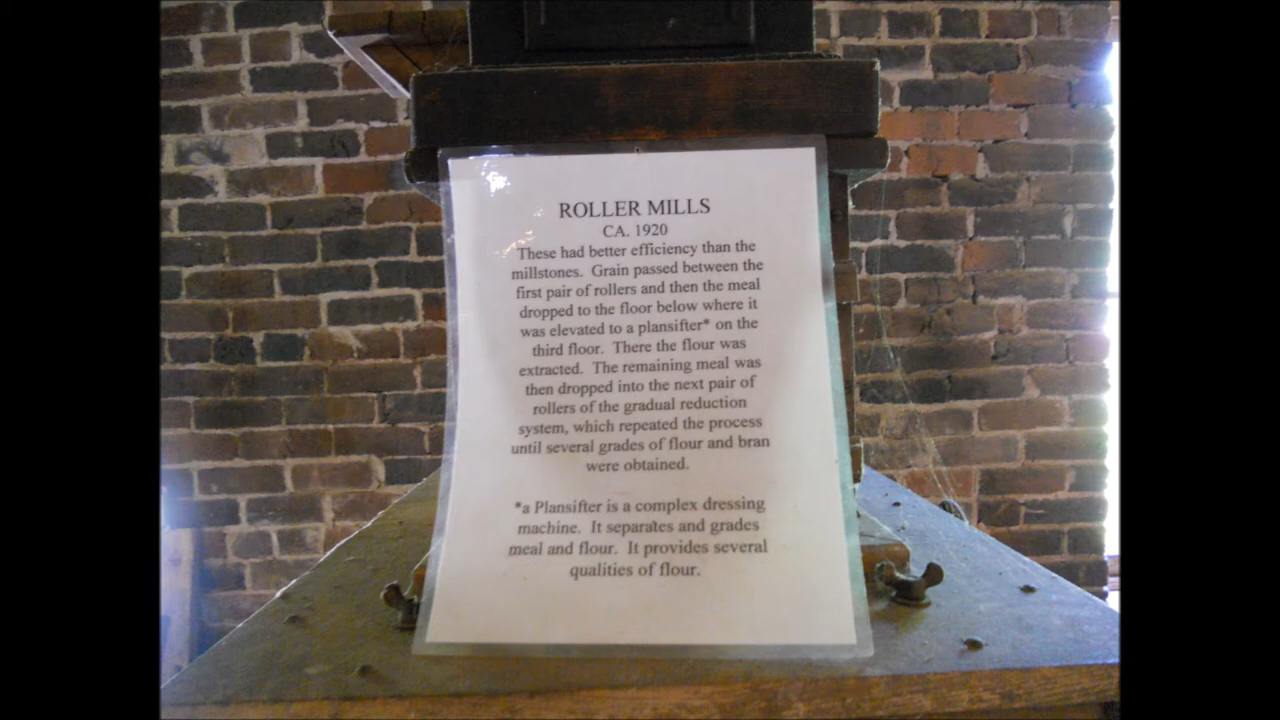 ROLLER MILLS
CA. 1920
These had better efficiency than the
millstones. Grain passed between the
first pair of rollers and then the meal
dropped to the floor below where it
was elevated to a plansifter* on the
third floor. There the flour was
extracted. The remaining meal was
then dropped into the next pair of
rollers of the gradual reduction
system, which repeated the process
until several grades of flour and bran
were obtained.
*a Plansifter is a complex dressing
machine. It separates and grades
meal and flour. It provides several
qualities of flour.